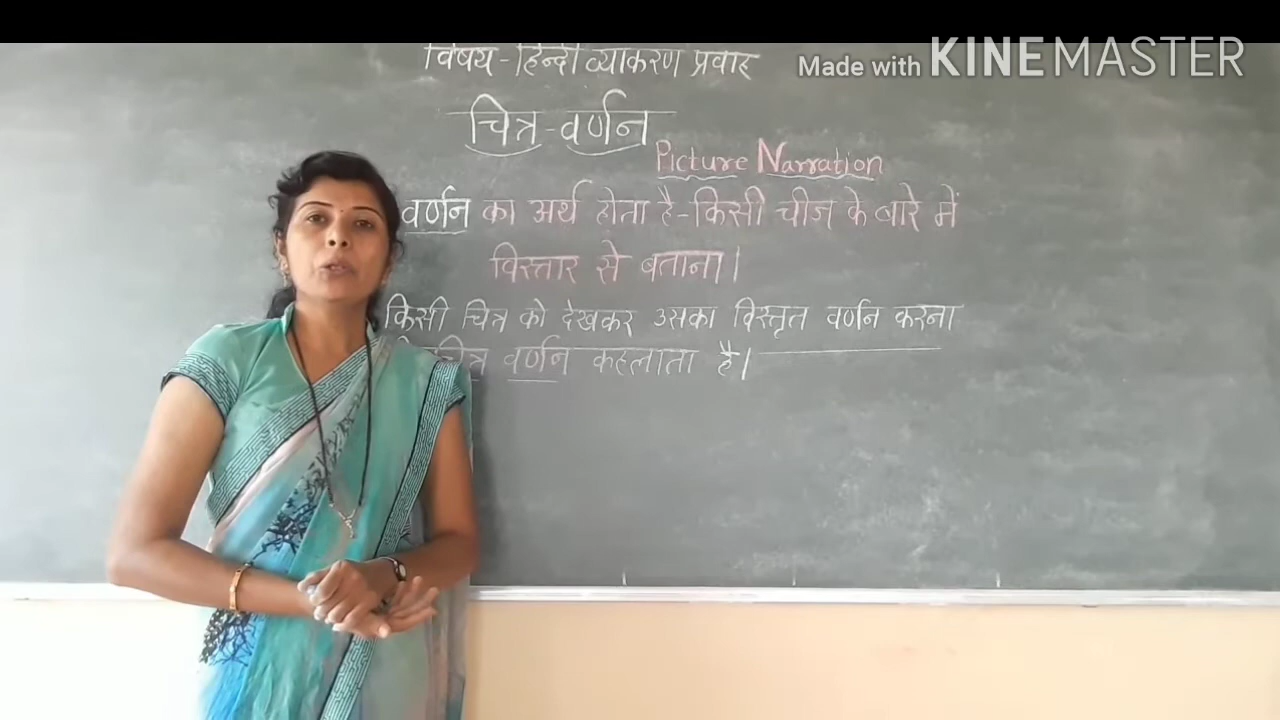 विषय - हिन्दी व्याकरण प्रवाह
Made with KINEMASTER
चित्र - वर्णन
Picture Narration
वर्णन का अर्थ होता है - किसी चीज के बारे में
विस्तार से बताना।
किसी चित्र को देखकर उसका विस्तृत वर्णन करना
वर्णन कहलाता है।